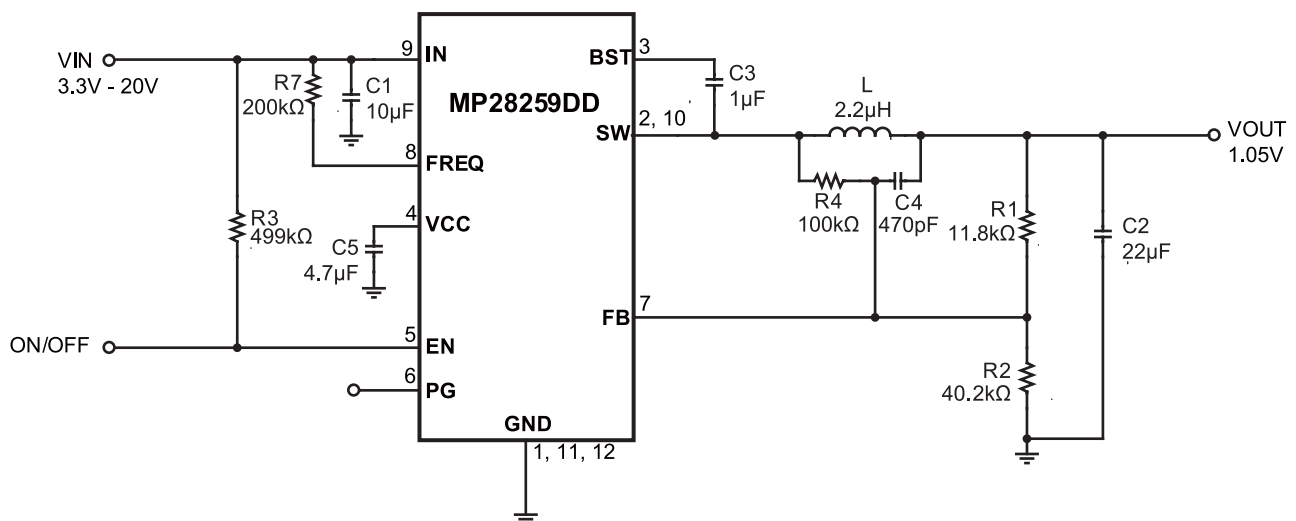 VIN
3.3V - 20V
R7
200kΩ
C1
10µF
9
IN
MP28259DD
BST
3
C3
1µF
SW
2, 10
L
2.2µH
VOUT
1.05V
8
FREQ
R4
100kΩ
C4
470pF
R1
11.8kΩ
C2
22µF
R3
499kΩ
4
VCC
C5
4.7µF
FB
7
ON/OFF
5
EN
6
PG
R2
40.2kΩ
GND
1, 11, 12